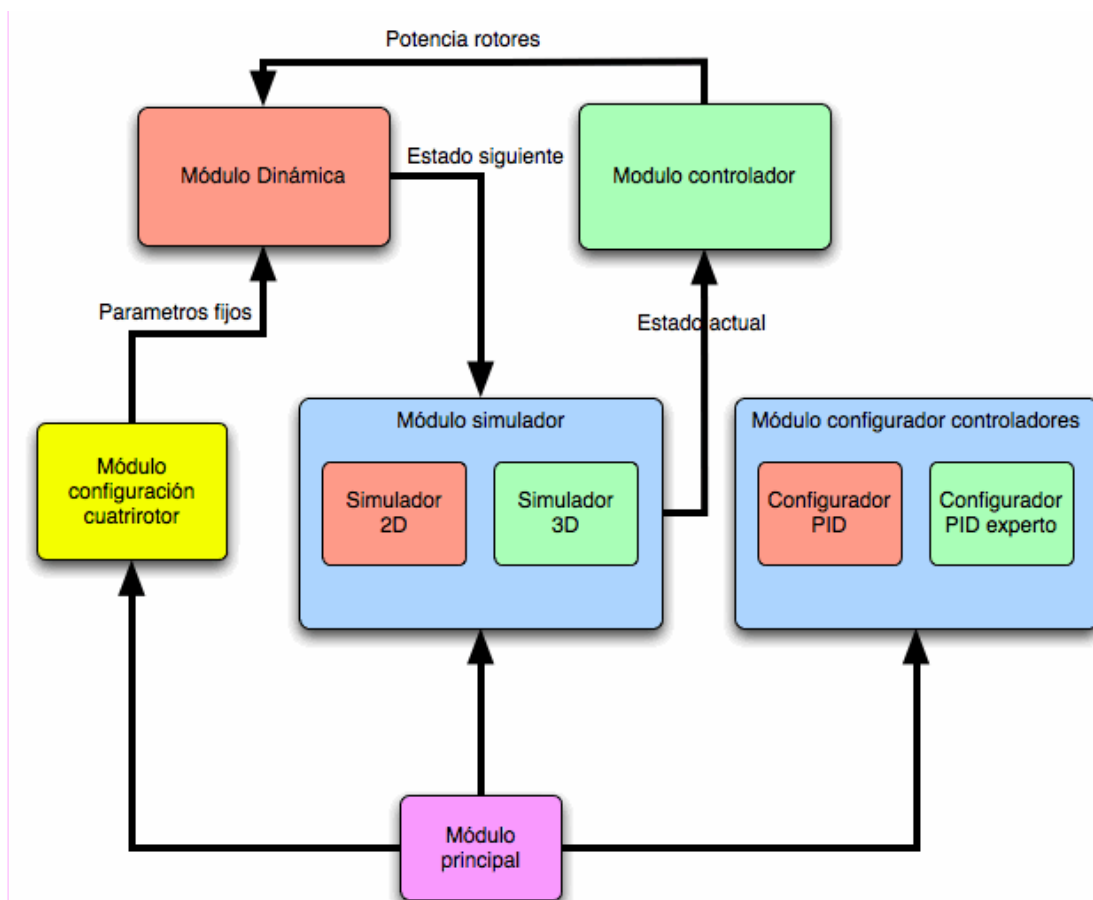 Potencia rotores
Módulo Dinámica
Estado siguiente
Modulo controlador
Parametros fijos
Estado actual
Módulo
configuración
cuatrirotor
Módulo simulador
Simulador
2D
Simulador
3D
Módulo configurador controladores
Configurador
PID
Configurador
PID experto
Módulo
principal